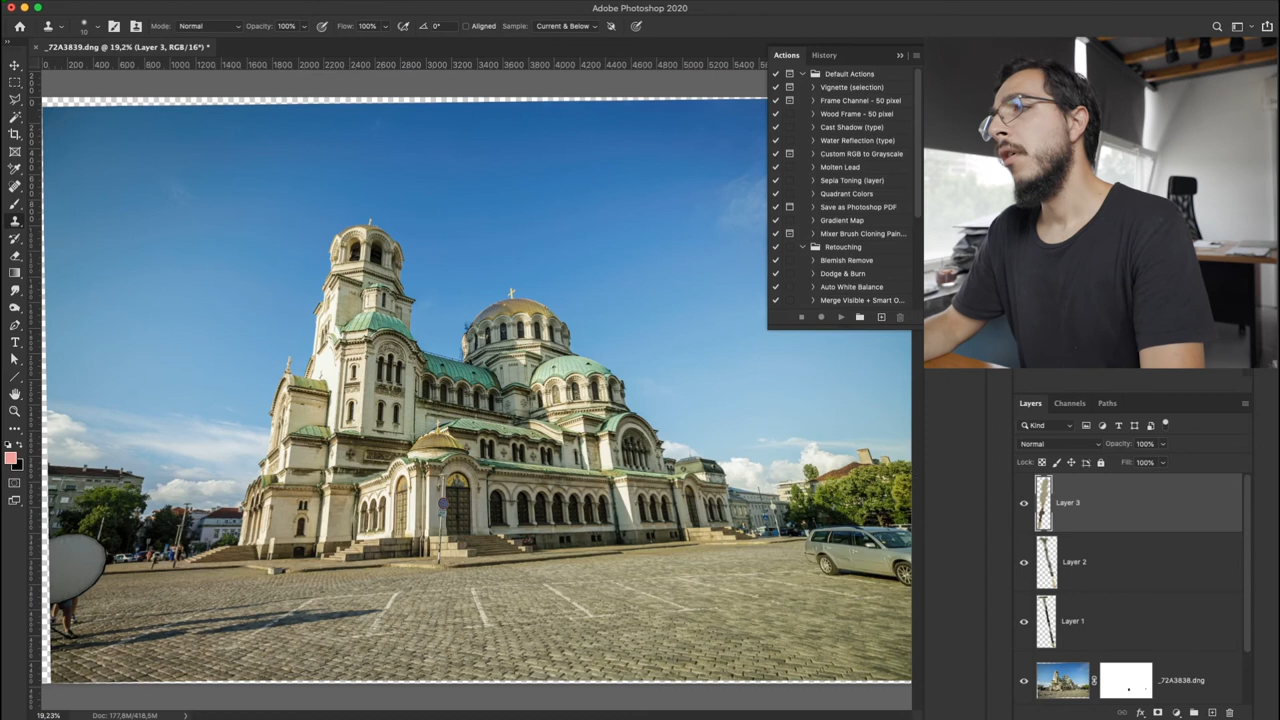 Adobe Photoshop 2020
10
Mode: Normal
Opacity: 100%
Flow: 100%
0°
Aligned
Sample: Current & Below
_72A3839.dng @ 19,2% (Layer 3, RGB/16*) *
0 200 400 600 800 1000 1200 1400 1600 1800 2000 2200 2400 2600 2800 3000 3200 3400 3600 3800 4000 4200 4400 4600 4800 5000 5200 5400
Actions
History
Default Actions
Vignette (selection)
Frame Channel - 50 pixel
Wood Frame - 50 pixel
Cast Shadow (type)
Water Reflection (type)
Custom RGB to Grayscale
Molten Lead
Sepia Toning (layer)
Quadrant Colors
Save as Photoshop PDF
Gradient Map
Mixer Brush Cloning Pain...
Retouching
Blemish Remove
Dodge & Burn
Auto White Balance
Merge Visible + Smart O...
Layers
Channels
Paths
Kind
Normal
Opacity: 100%
Lock:
Fill: 100%
Layer 3
Layer 2
Layer 1
_72A3838.dng
fx
19,23%
Doc: 177,8M/418,5M